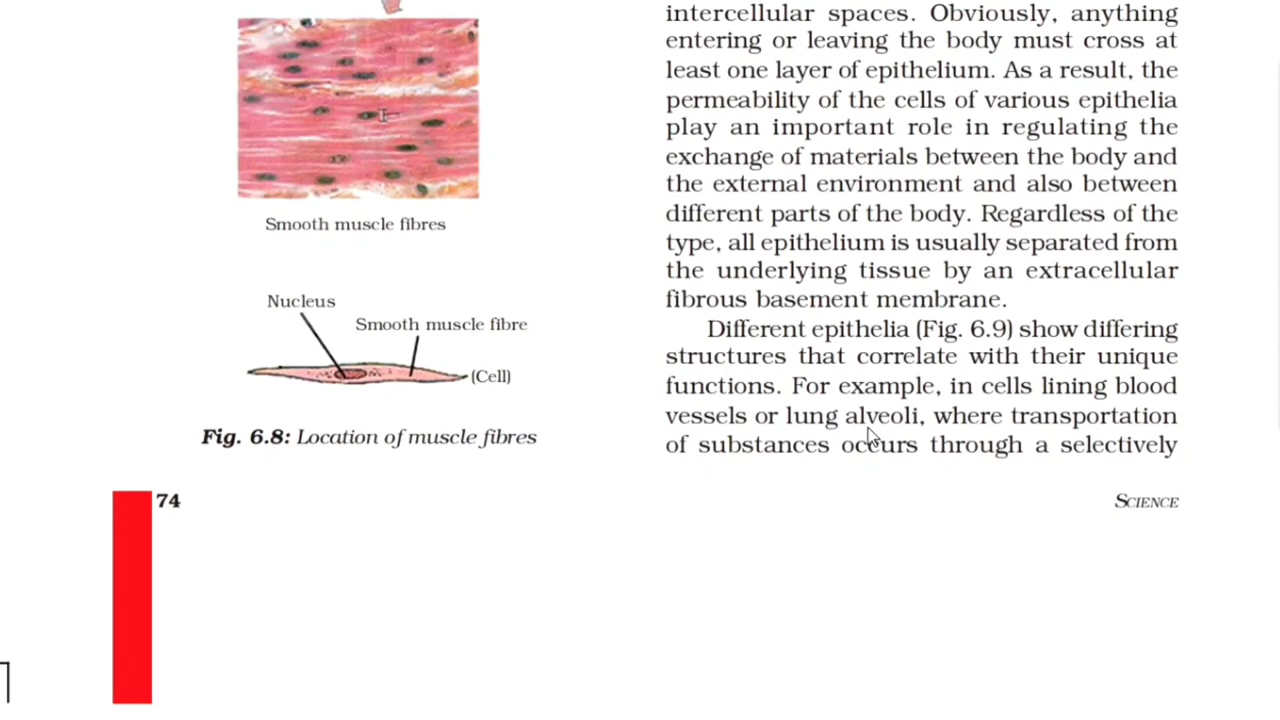 Smooth muscle fibres
Nucleus
Smooth muscle fibre
(Cell)
Fig. 6.8: Location of muscle fibres
intercellular spaces. Obviously, anything
entering or leaving the body must cross at
least one layer of epithelium. As a result, the
permeability of the cells of various epithelia
play an important role in regulating the
exchange of materials between the body and
the external environment and also between
different parts of the body. Regardless of the
type, all epithelium is usually separated from
the underlying tissue by an extracellular
fibrous basement membrane.
Different epithelia (Fig. 6.9) show differing
structures that correlate with their unique
functions. For example, in cells lining blood
vessels or lung alveoli, where transportation
of substances occurs through a selectively
74
SCIENCE